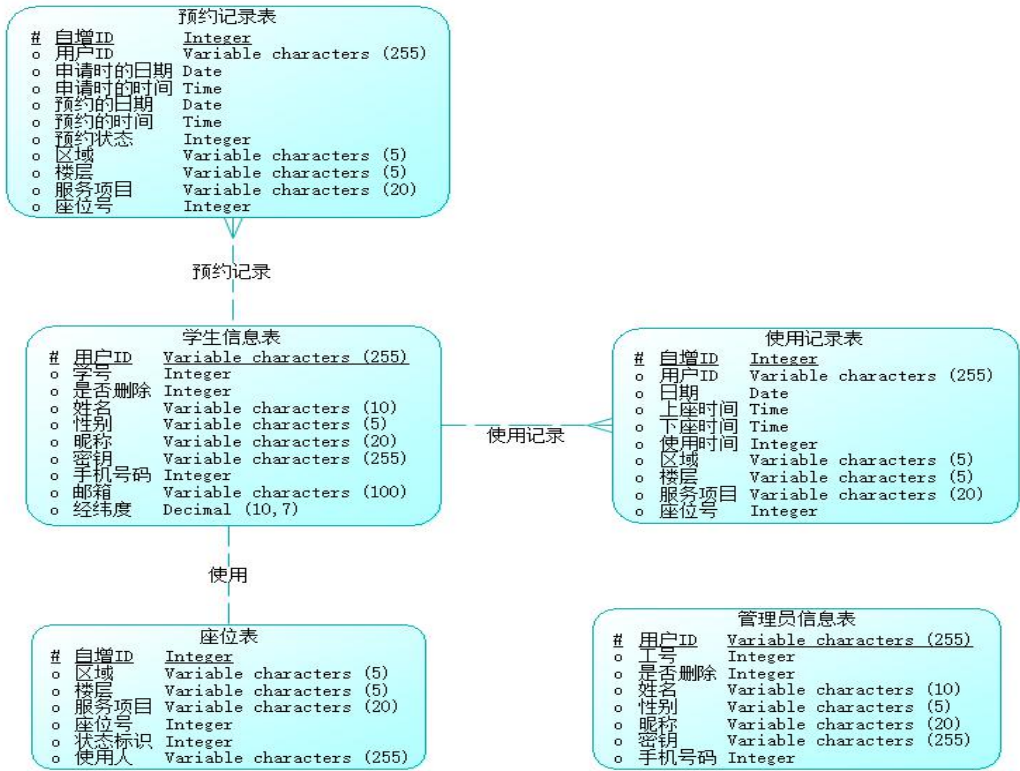 预约记录表
# 自增ID Integer
o 用户ID Variable characters (255)
o 申请时的日期 Date
o 申请时的时间 Time
o 预约的日期 Date
o 预约的时间 Time
o 预约状态 Integer
o 区域 Variable characters (5)
o 楼层 Variable characters (5)
o 服务项目 Variable characters (20)
o 座位号 Integer
预约记录
学生信息表
# 用户ID Variable characters (255)
o 学号 Integer
o 是否删除 Integer
o 姓名 Variable characters (10)
o 性别 Variable characters (5)
o 昵称 Variable characters (20)
o 密钥 Variable characters (255)
o 手机号码 Integer
o 邮箱 Variable characters (100)
o 经纬度 Decimal (10,7)
使用记录
使用记录表
# 自增ID Integer
o 用户ID Variable characters (255)
o 日期 Date
o 上座时间 Time
o 下座时间 Time
o 使用时间 Integer
o 区域 Variable characters (5)
o 楼层 Variable characters (5)
o 服务项目 Variable characters (20)
o 座位号 Integer
使用
座位表
# 自增ID Integer
o 区域 Variable characters (5)
o 楼层 Variable characters (5)
o 服务项目 Variable characters (20)
o 座位号 Integer
o 状态标识 Integer
o 使用人 Variable characters (255)
管理员信息表
# 用户ID Variable characters (255)
o 工号 Integer
o 是否删除 Integer
o 姓名 Variable characters (10)
o 性别 Variable characters (5)
o 昵称 Variable characters (20)
o 密钥 Variable characters (255)
o 手机号码 Integer